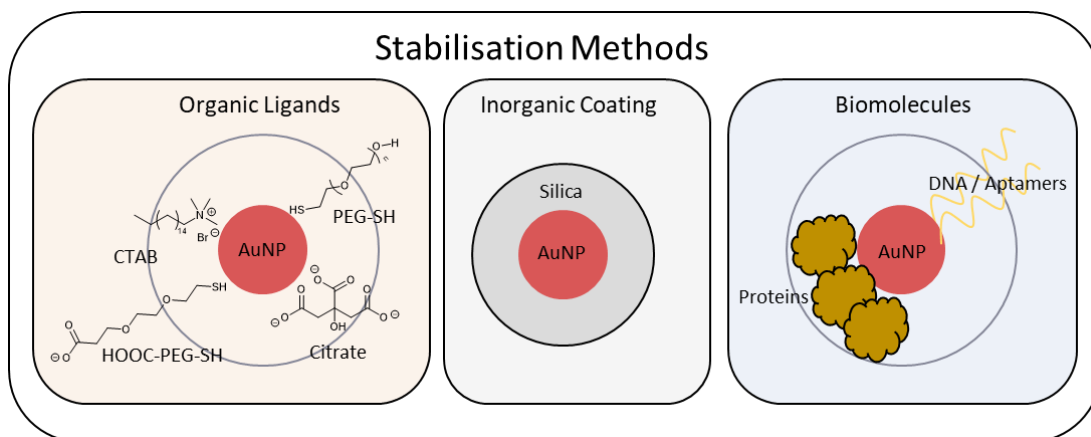 Stabilisation Methods
Organic Ligands
H
O
n
O
HS
PEG-SH
N
⊕
14
Br⊖
CTAB
AuNP
SH
O
O
O
⊖O
HOOC-PEG-SH
⊖
O
O
O
O
⊖O
OH
O⊖
Citrate
Inorganic Coating
Silica
AuNP
Biomolecules
DNA / Aptamers
AuNP
Proteins